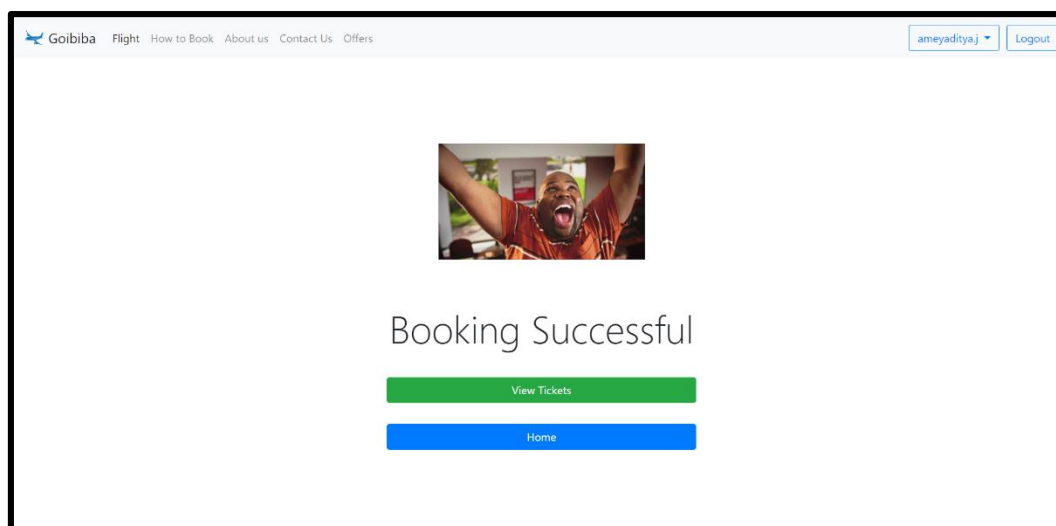 Goibiba Flight How to Book About us Contact Us Offers ameyaditya.j Logout
Booking Successful
View Tickets
Home